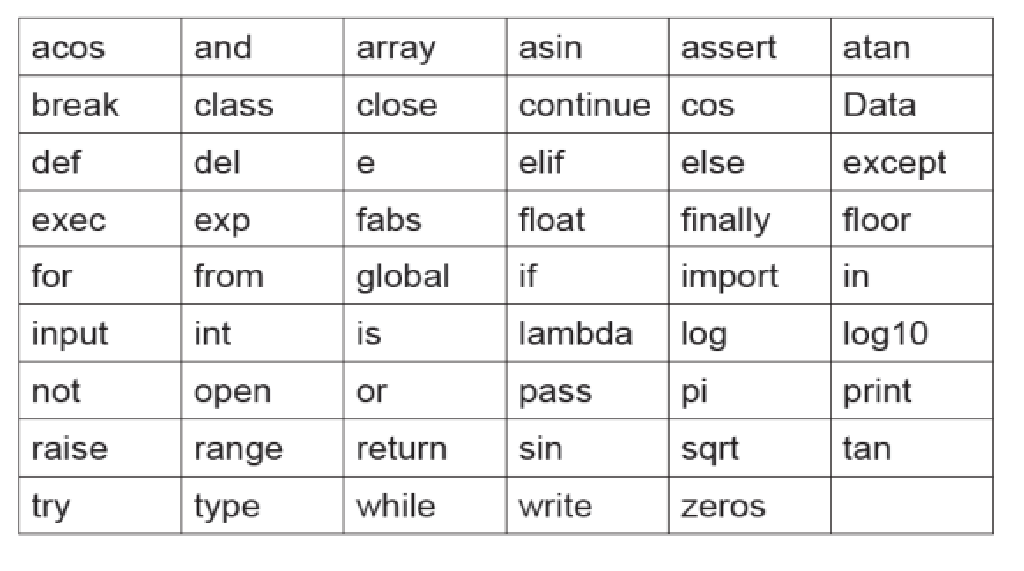 acos and array asin assert atan
break class close continue cos Data
def del e elif else except
exec exp fabs float finally floor
for from global if import in
input int is lambda log log10
not open or pass pi print
raise range return sin sqrt tan
try type while write zeros